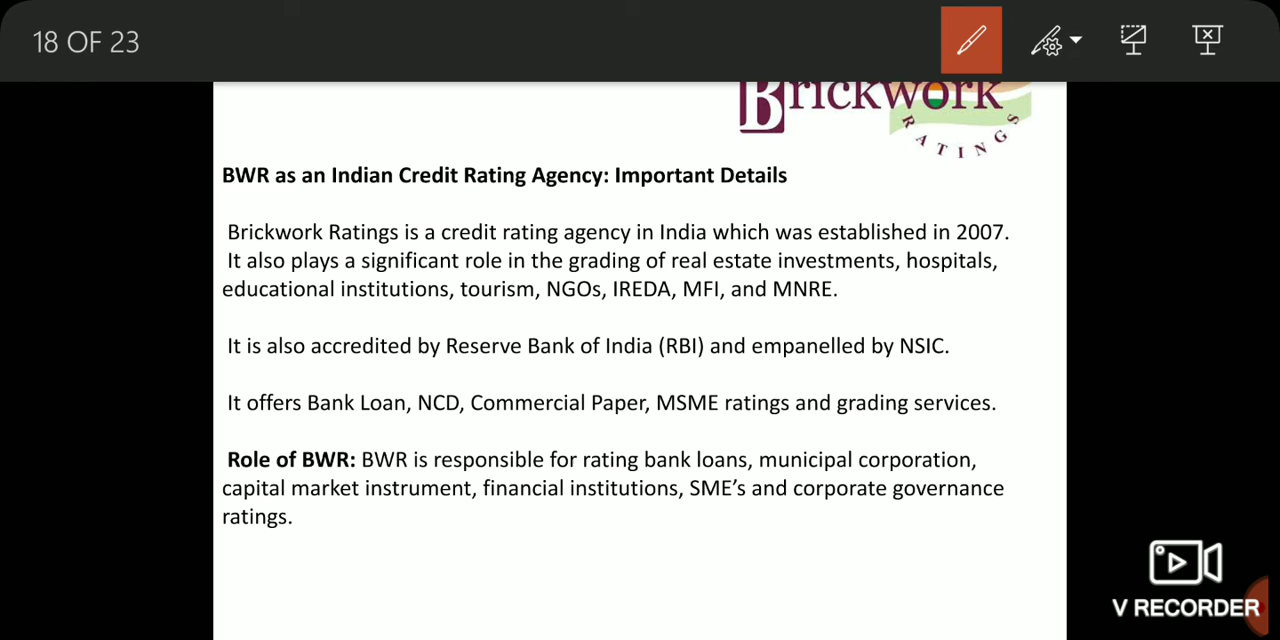 18 OF 23
Brickwork
RATINGS
BWR as an Indian Credit Rating Agency: Important Details
Brickwork Ratings is a credit rating agency in India which was established in 2007.
It also plays a significant role in the grading of real estate investments, hospitals,
educational institutions, tourism, NGOs, IREDA, MFI, and MNRE.
It is also accredited by Reserve Bank of India (RBI) and empanelled by NSIC.
It offers Bank Loan, NCD, Commercial Paper, MSME ratings and grading services.
Role of BWR: BWR is responsible for rating bank loans, municipal corporation,
capital market instrument, financial institutions, SME’s and corporate governance
ratings.
V RECORDER